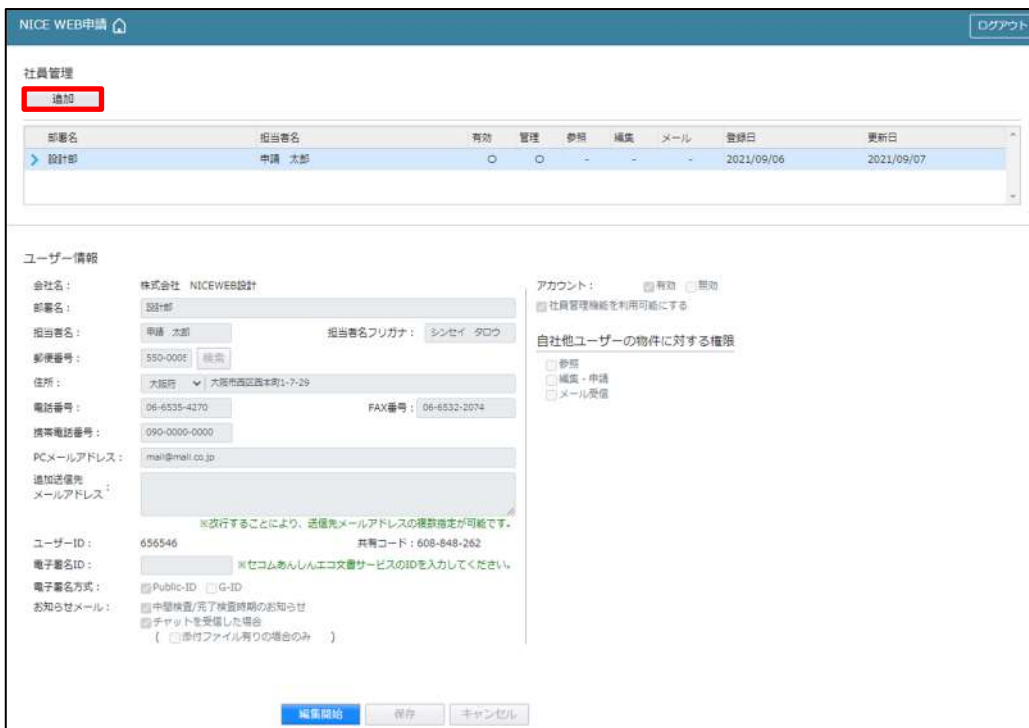 NICE WEB申請 ログアウト
社員管理
追加
部署名 担当者名 有効 管理 参照 編集 メール 登録日 更新日
設計部 申請 太郎 ○ ○ - - - 2021/09/06 2021/09/07
ユーザー情報
会社名： 株式会社 NICEWEB設計 アカウント： 有効 無効
部署名： 設計部 社員管理機能を利用可能にする
担当者名： 申請 太郎 担当者名フリガナ： シンセイ タロウ
自社他ユーザーの物件に対する権限
郵便番号： 550-0005 検索 参照
住所： 大阪府 大阪市西区西本町1-7-29 編集・申請
電話番号： 06-6535-4270 FAX番号： 06-6532-2074 メール受信
携帯電話番号： 090-0000-0000
PCメールアドレス： mail@mail.co.jp
追加送信先
メールアドレス：
※改行することにより、送信先メールアドレスの複数指定が可能です。
ユーザーID： 656546 共有コード：608-848-262
電子署名ID： ※セコムあんしんエコ文書サービスのIDを入力してください。
電子署名方式： Public-ID G-ID
お知らせメール： 中間検査/完了検査時期のお知らせ
チャットを受信した場合
( 添付ファイル有りの場合のみ )
編集開始 保存 キャンセル